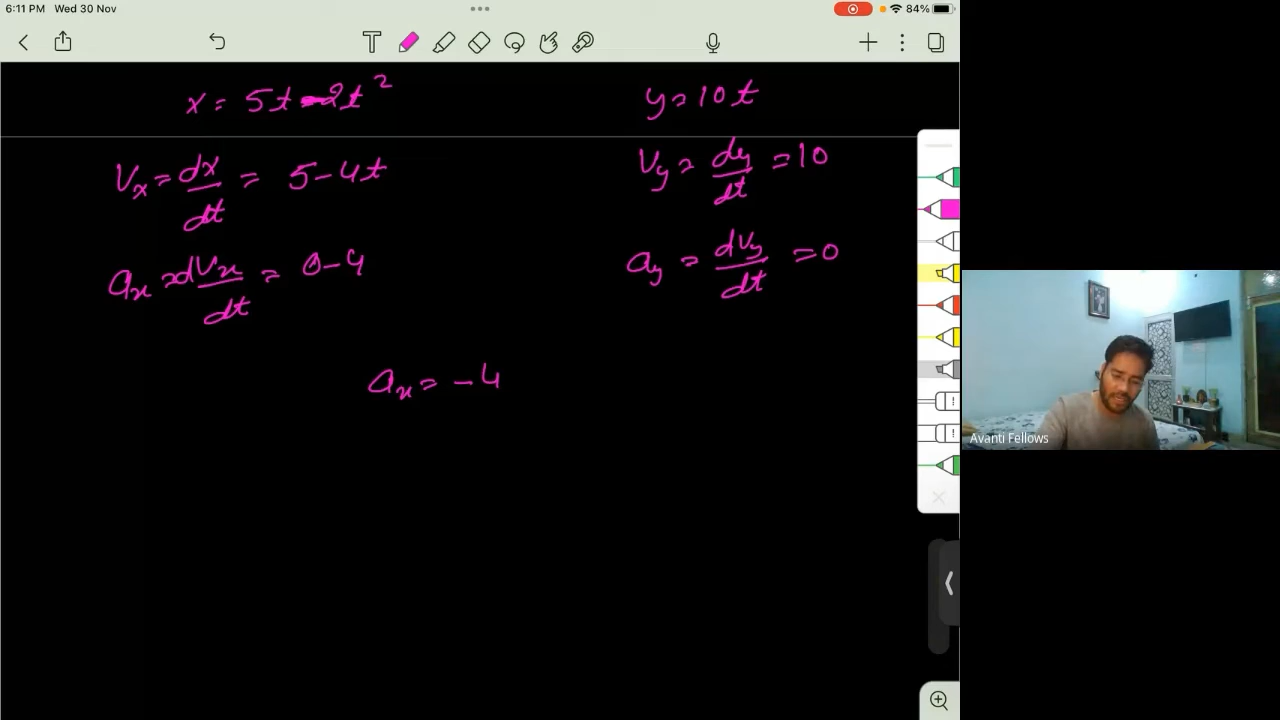 6:11 PM Wed 30 Nov
84%
T
x = 5t - 2t²
y = 10t
Vx = dx/dt = 5 - 4t
Vy = dy/dt = 10
ax = dVx/dt = 0 - 4
ay = dVy/dt = 0
ax = - 4
Avanti Fellows